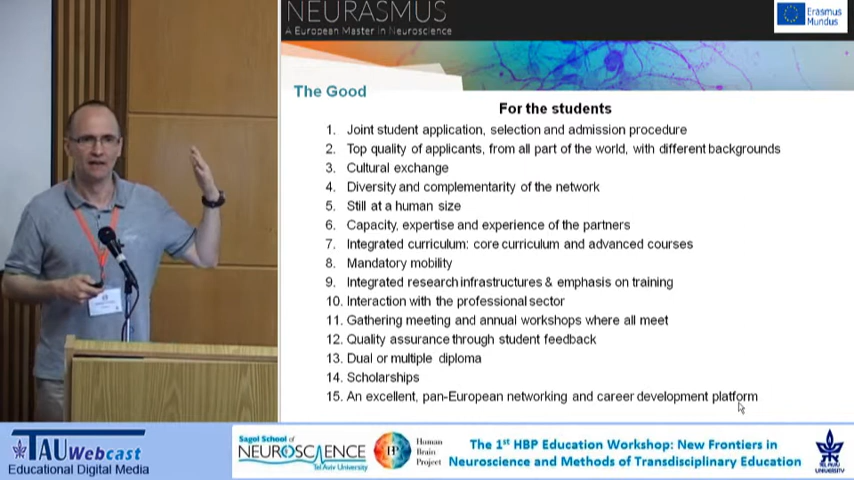 NEURASMUS
A European Master in Neuroscience
Erasmus
Mundus
The Good
For the students
1. Joint student application, selection and admission procedure
2. Top quality of applicants, from all part of the world, with different backgrounds
3. Cultural exchange
4. Diversity and complementarity of the network
5. Still at a human size
6. Capacity, expertise and experience of the partners
7. Integrated curriculum: core curriculum and advanced courses
8. Mandatory mobility
9. Integrated research infrastructures & emphasis on training
10. Interaction with the professional sector
11. Gathering meeting and annual workshops where all meet
12. Quality assurance through student feedback
13. Dual or multiple diploma
14. Scholarships
15. An excellent, pan-European networking and career development platform
TAU Webcast
Educational Digital Media
Sagol School of
NEUROSCIENCE
Tel Aviv University
HBP
Human
Brain
Project
The 1st HBP Education Workshop: New Frontiers in
Neuroscience and Methods of Transdisciplinary Education
TEL AVIV
UNIVERSITY